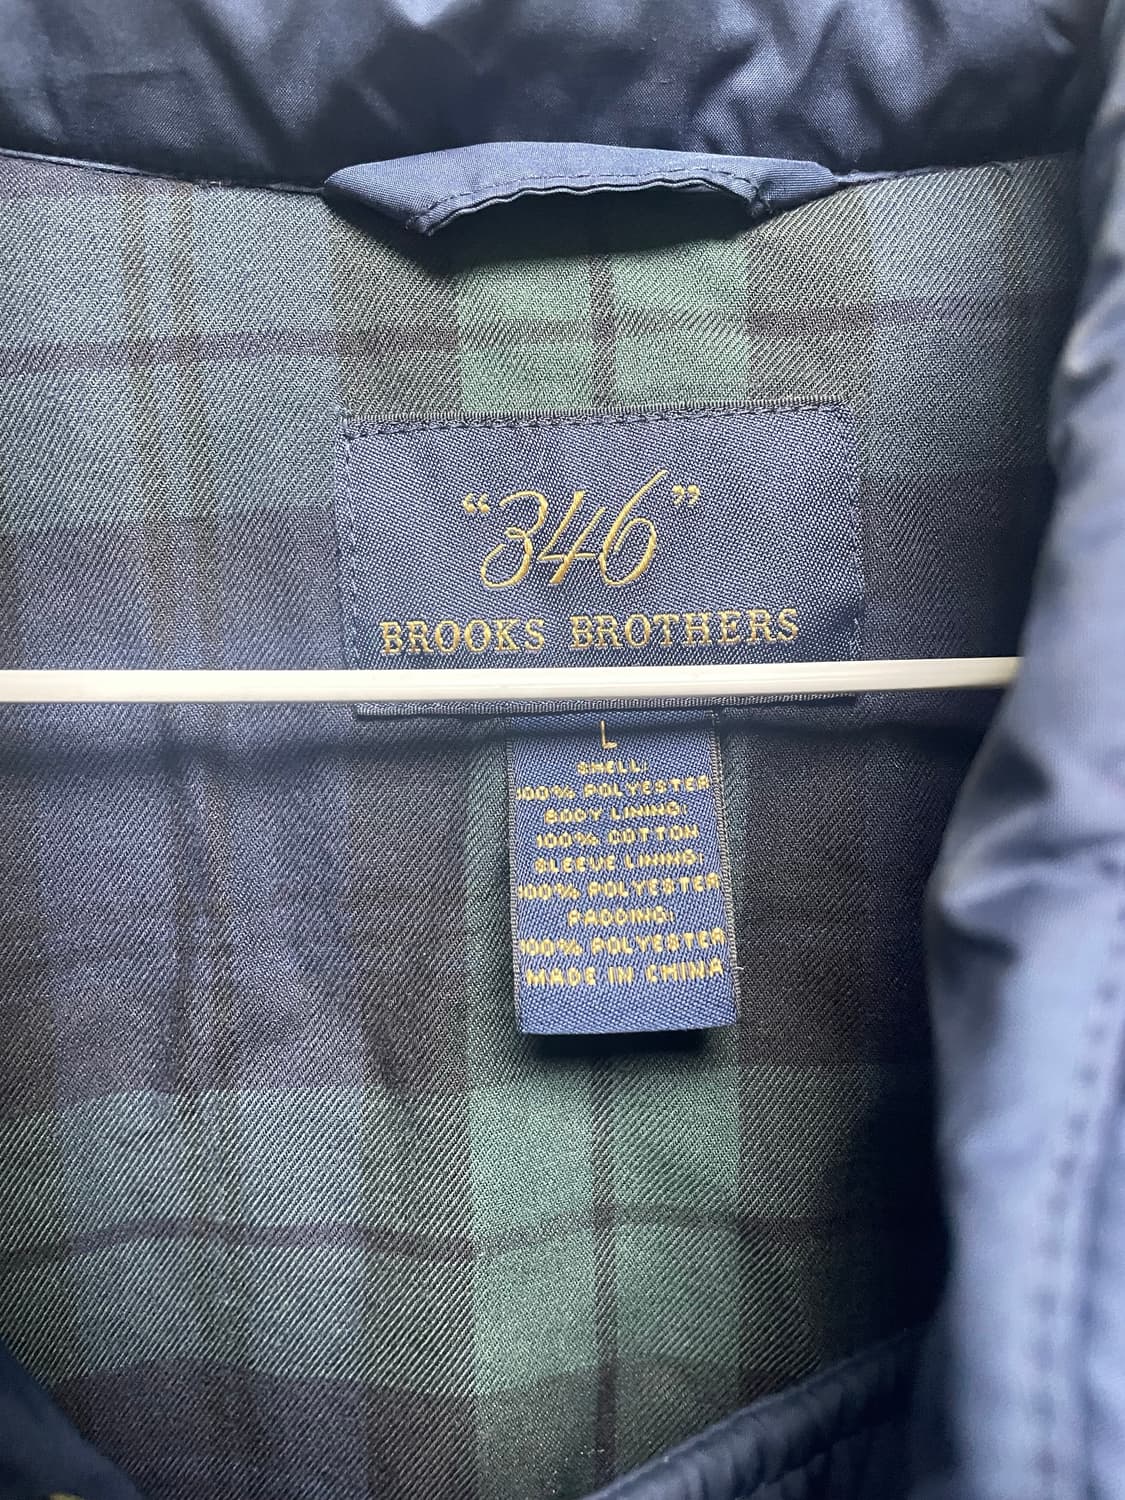 “346”
BROOKS BROTHERS
L
SHELL:
100% POLYESTER
BODY LINING:
100% COTTON
SLEEVE LINING:
100% POLYESTER
PADDING:
100% POLYESTER
MADE IN CHINA